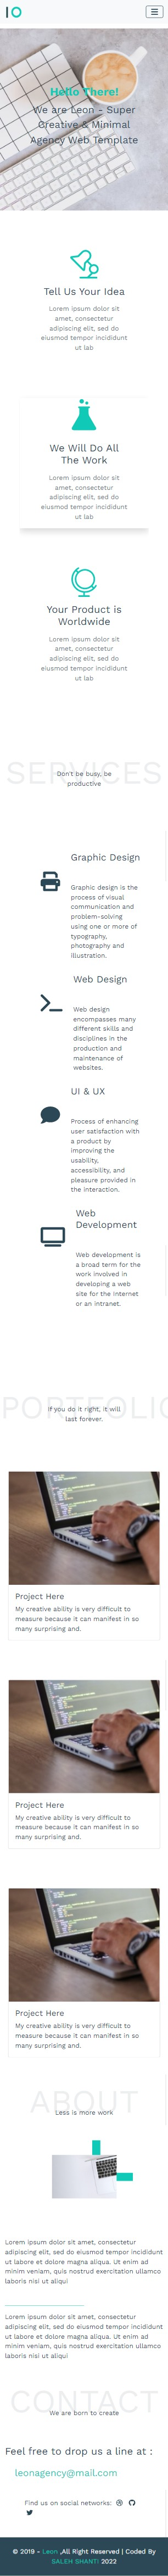 IO
Hello There!
We are Leon - Super
Creative & Minimal
Agency Web Template
Tell Us Your Idea
Lorem ipsum dolor sit
amet, consectetur
adipiscing elit, sed do
eiusmod tempor incididunt
ut lab
We Will Do All
The Work
Lorem ipsum dolor sit
amet, consectetur
adipiscing elit, sed do
eiusmod tempor incididunt
ut lab
Your Product is
Worldwide
Lorem ipsum dolor sit
amet, consectetur
adipiscing elit, sed do
eiusmod tempor incididunt
ut lab
SERVICES
Don't be busy, be
productive
Graphic Design
Graphic design is the
process of visual
communication and
problem-solving
using one or more of
typography,
photography and
illustration.
Web Design
Web design
encompasses many
different skills and
disciplines in the
production and
maintenance of
websites.
UI & UX
Process of enhancing
user satisfaction with
a product by
improving the
usability,
accessibility, and
pleasure provided in
the interaction.
Web
Development
Web development is
a broad term for the
work involved in
developing a web
site for the Internet
or an intranet.
PORTFOLIO
If you do it right, it will
last forever.
Project Here
My creative ability is very difficult to
measure because it can manifest in so
many surprising and.
Project Here
My creative ability is very difficult to
measure because it can manifest in so
many surprising and.
Project Here
My creative ability is very difficult to
measure because it can manifest in so
many surprising and.
ABOUT
Less is more work
Lorem ipsum dolor sit amet, consectetur
adipiscing elit, sed do eiusmod tempor incididunt
ut labore et dolore magna aliqua. Ut enim ad
minim veniam, quis nostrud exercitation ullamco
laboris nisi ut aliqui
Lorem ipsum dolor sit amet, consectetur
adipiscing elit, sed do eiusmod tempor incididunt
ut labore et dolore magna aliqua. Ut enim ad
minim veniam, quis nostrud exercitation ullamco
laboris nisi ut aliqui
CONTACT
We are born to create
Feel free to drop us a line at :
leonagency@mail.com
Find us on social networks:
© 2019 - Leon ,All Right Reserved | Coded By
SALEH SHANTI 2022